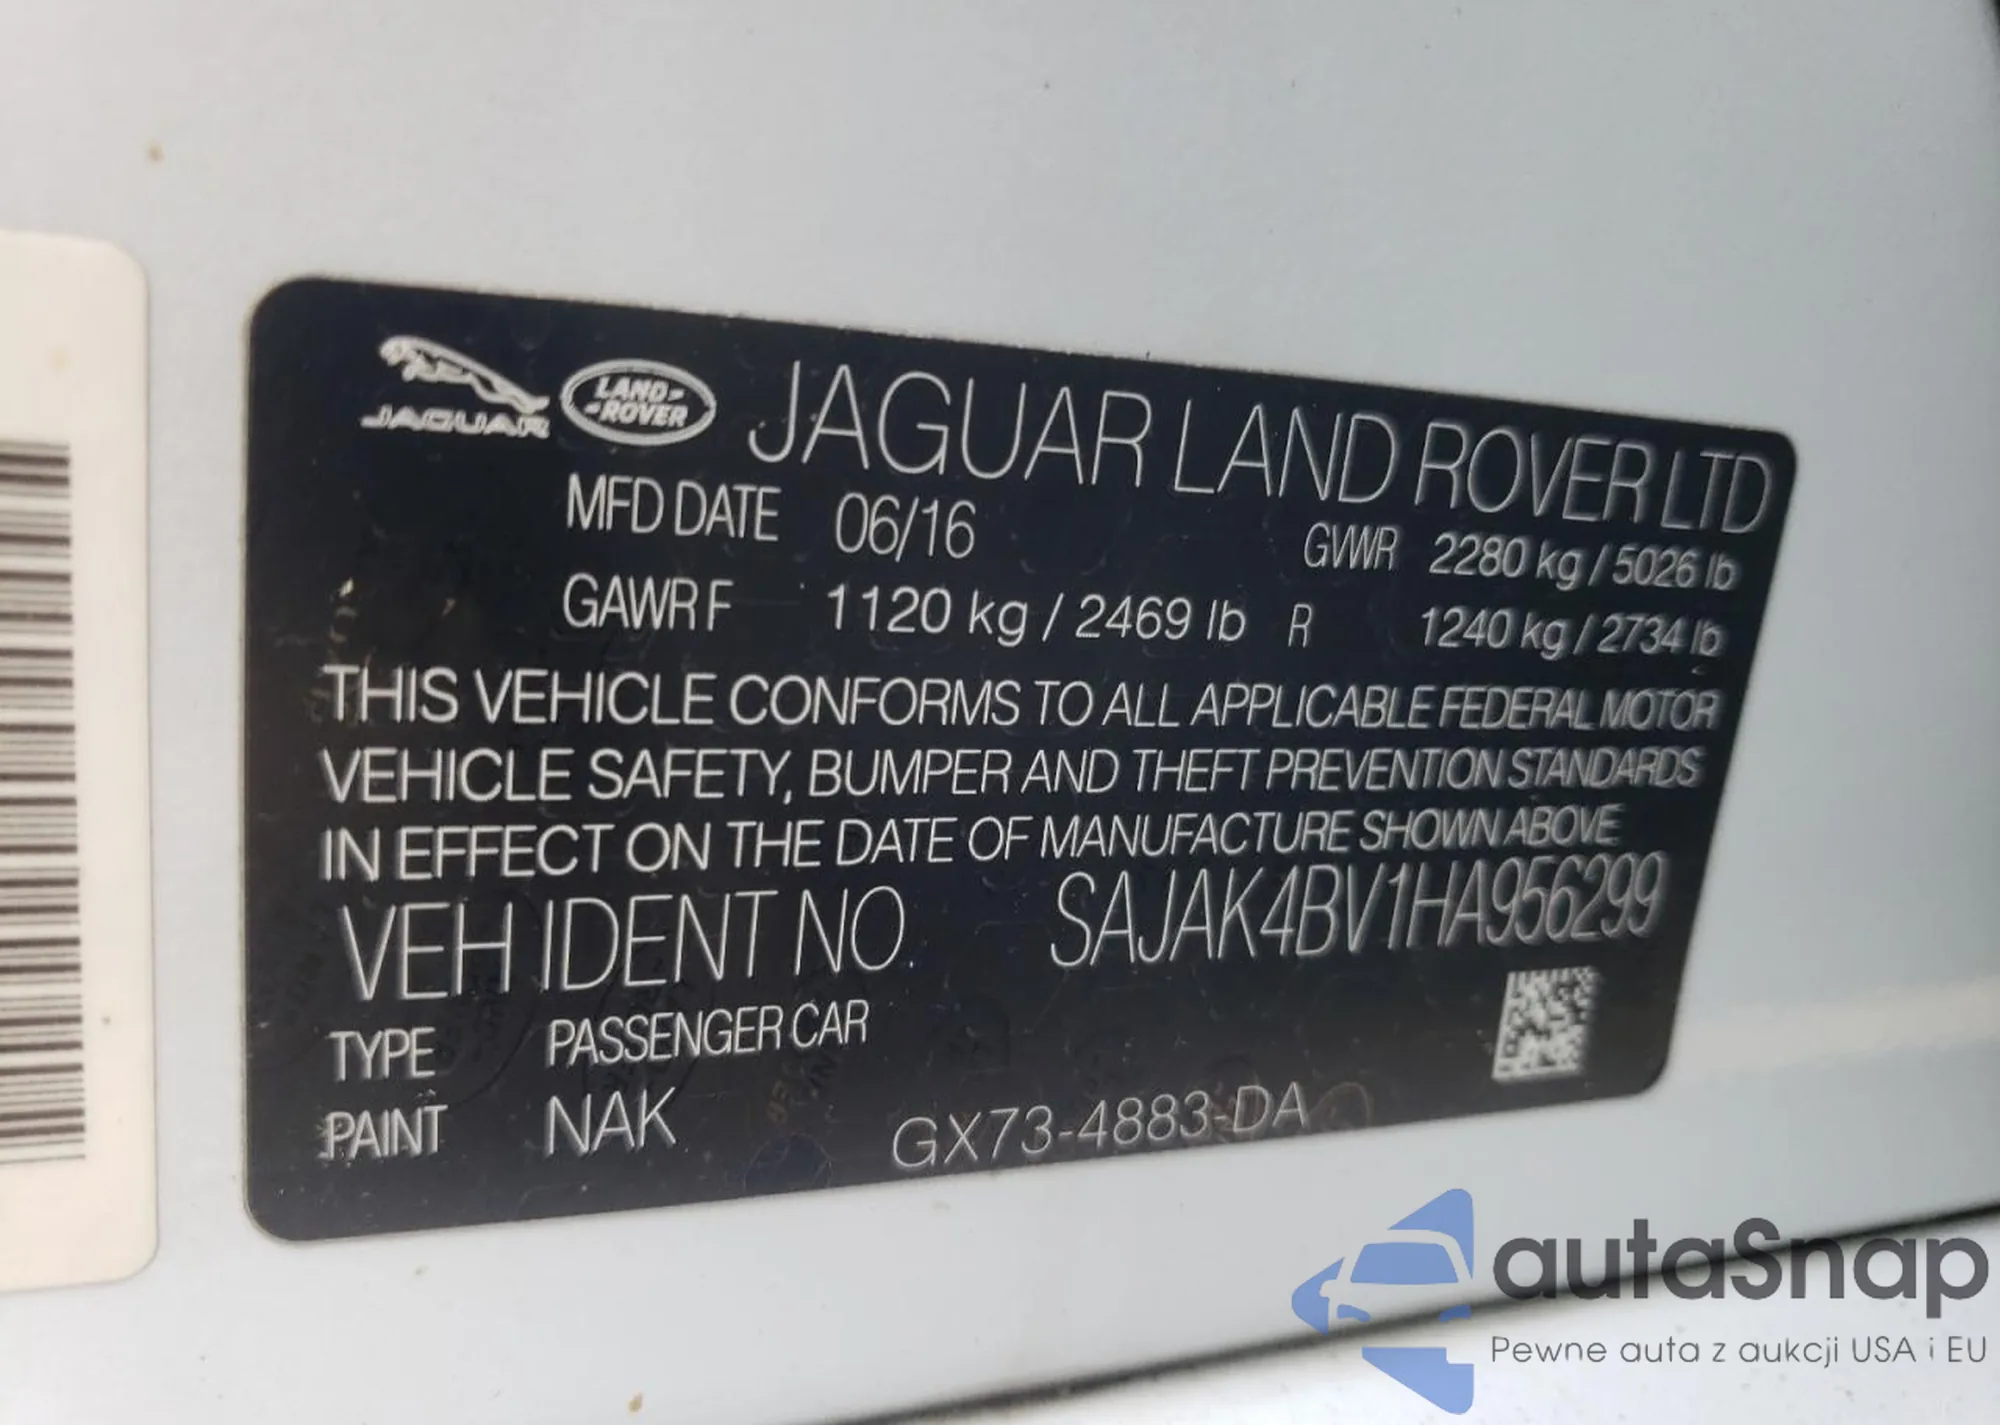 JAGUAR LAND-ROVER JAGUAR LAND ROVER LTD
MFD DATE 06/16 GVWR 2280 kg / 5026 lb
GAWR F 1120 kg / 2469 lb R 1240 kg / 2734 lb
THIS VEHICLE CONFORMS TO ALL APPLICABLE FEDERAL MOTOR
VEHICLE SAFETY, BUMPER AND THEFT PREVENTION STANDARDS
IN EFFECT ON THE DATE OF MANUFACTURE SHOWN ABOVE
VEH IDENT NO. SAJAK4BV1HA956299
TYPE PASSENGER CAR
PAINT NAK GX73-4883-DA
autaSnap
Pewne auta z aukcji USA i EU